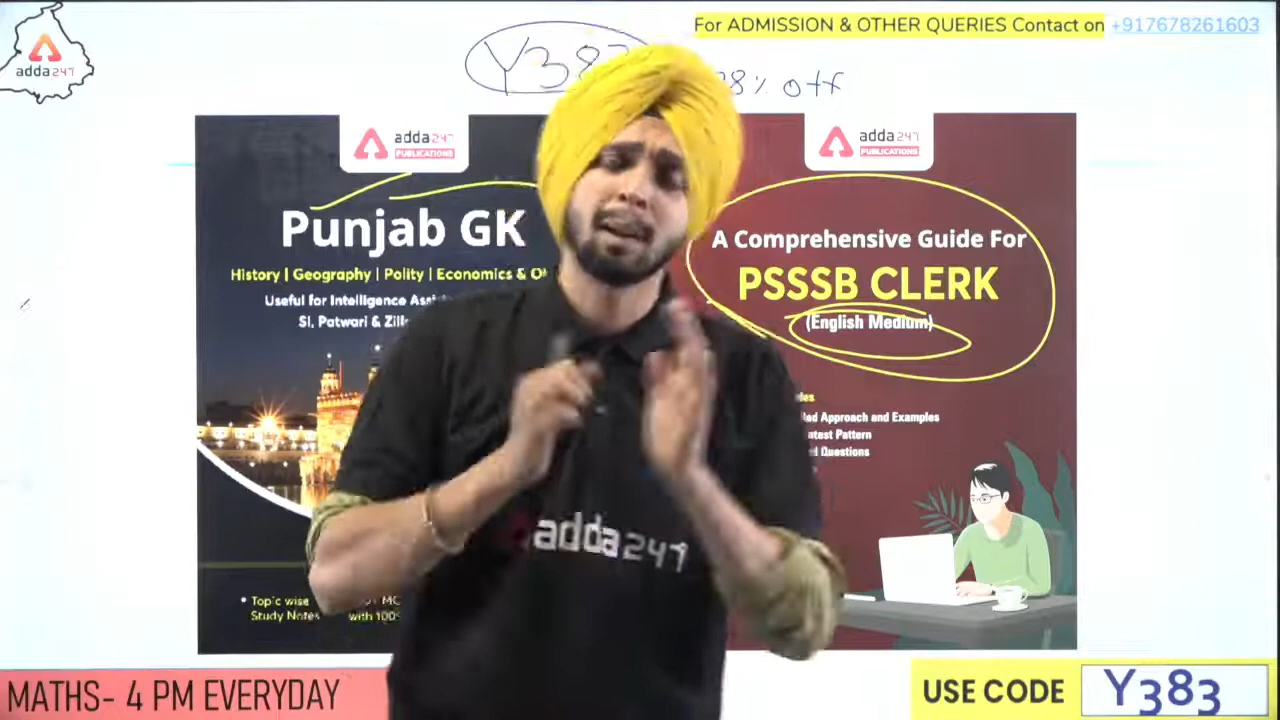 For ADMISSION & OTHER QUERIES Contact on +917678261603
adda247
Y38
8% off
adda247
PUBLICATIONS
Punjab GK
History | Geography | Polity | Economics &
Useful for Intelligence
SI, Patwari &
• Topic wise
Study Notes
with 100
adda247
PUBLICATIONS
A Comprehensive Guide For
PSSSB CLERK
(English Medium)
Approach and Examples
Pattern
Questions
adda247
MATHS- 4 PM EVERYDAY
USE CODE Y383